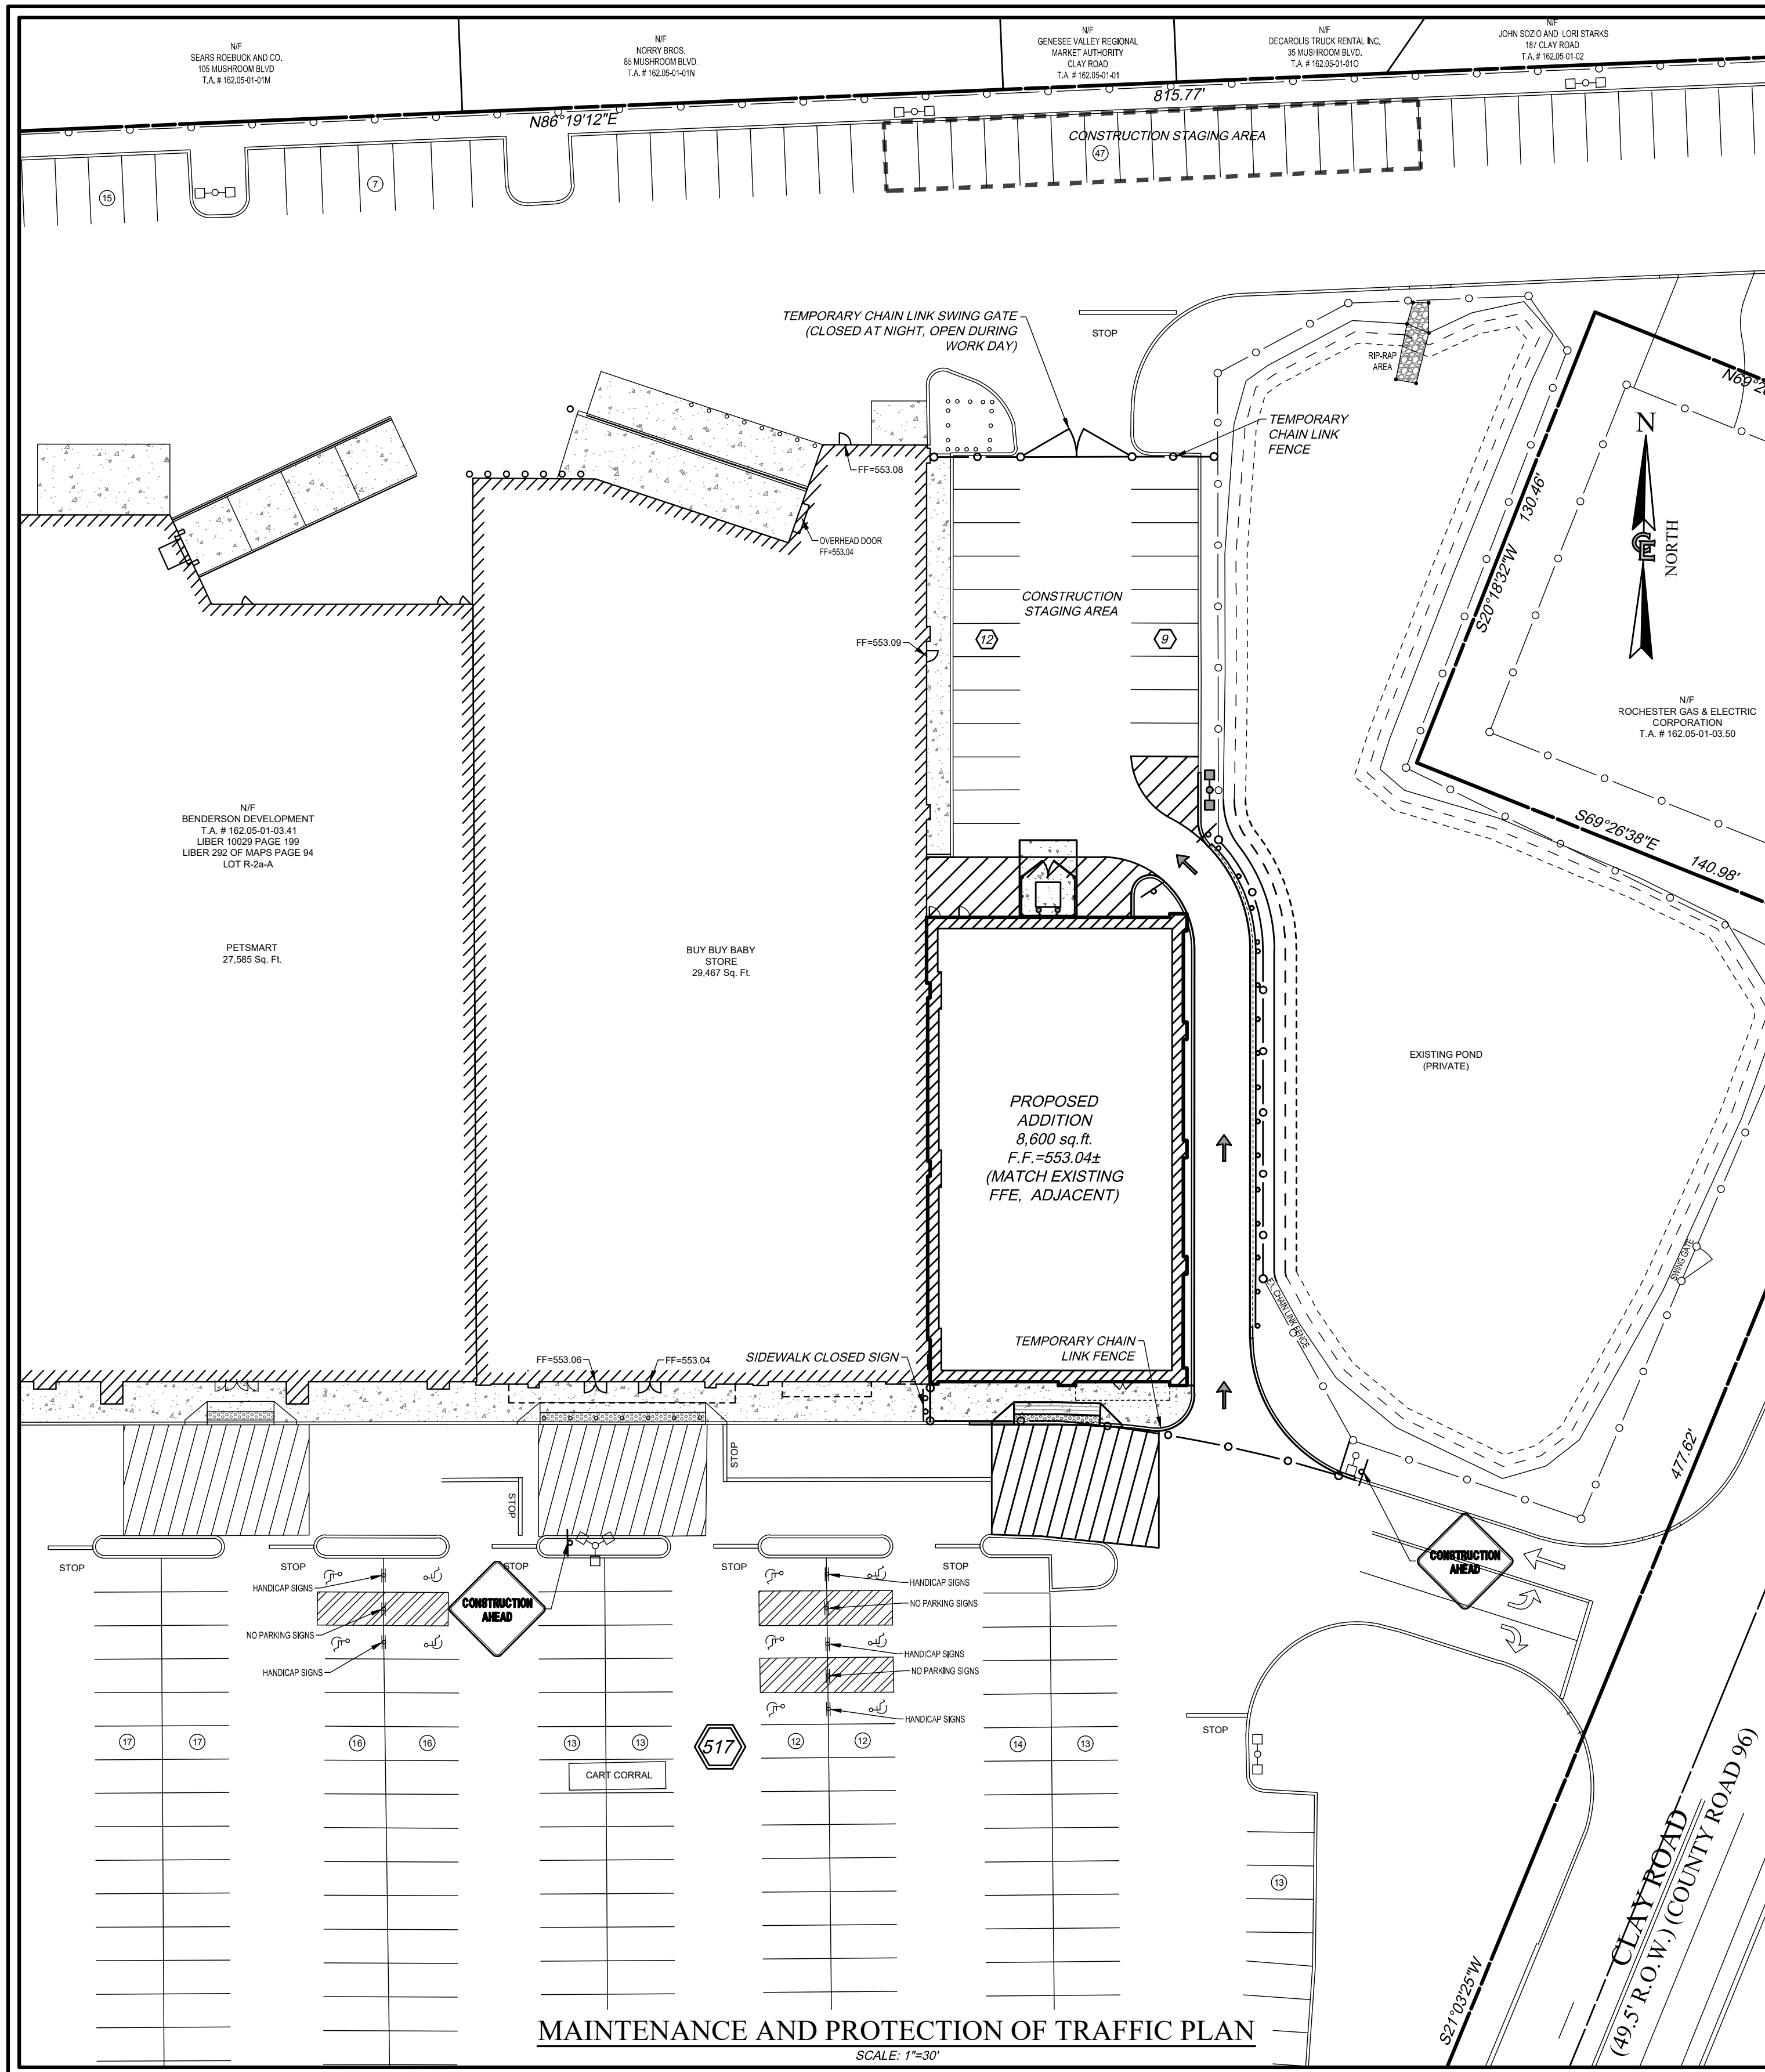 N/F
SEARS ROEBUCK AND CO.
105 MUSHROOM BLVD
T.A. # 162.05-01-01M
N/F
NORRY BROS.
85 MUSHROOM BLVD.
T.A. # 162.05-01-01N
N/F
GENESEE VALLEY REGIONAL
MARKET AUTHORITY
CLAY ROAD
T.A. # 162.05-01-01
N/F
DECAROLIS TRUCK RENTAL INC.
35 MUSHROOM BLVD.
T.A. # 162.05-01-01O
N/F
JOHN SOZIO AND LORI STARKS
187 CLAY ROAD
T.A. # 162.05-01-02
N86°19'12"E
815.77'
CONSTRUCTION STAGING AREA
47
15
7
TEMPORARY CHAIN LINK SWING GATE
(CLOSED AT NIGHT, OPEN DURING
WORK DAY)
STOP
RIP-RAP
AREA
TEMPORARY
CHAIN LINK
FENCE
N
NORTH
S20°18'32"W
130.46'
FF=553.08
OVERHEAD DOOR
FF=553.04
CONSTRUCTION
STAGING AREA
FF=553.09
12
9
N/F
ROCHESTER GAS & ELECTRIC
CORPORATION
T.A. # 162.05-01-03.50
S69°26'38"E
140.98'
N/F
BENDERSON DEVELOPMENT
T.A. # 162.05-01-03.41
LIBER 10029 PAGE 199
LIBER 292 OF MAPS PAGE 94
LOT R-2a-A
PETSMART
27,585 Sq. Ft.
BUY BUY BABY
STORE
29,467 Sq. Ft.
EXISTING POND
(PRIVATE)
PROPOSED
ADDITION
8,600 sq.ft.
F.F.=553.04±
(MATCH EXISTING
FFE, ADJACENT)
SWING GATE
EX. CHAIN LINK FENCE
TEMPORARY CHAIN
LINK FENCE
FF=553.06
FF=553.04
SIDEWALK CLOSED SIGN
477.62'
STOP
STOP
STOP
STOP
STOP
STOP
STOP
HANDICAP SIGNS
NO PARKING SIGNS
HANDICAP SIGNS
CONSTRUCTION
AHEAD
HANDICAP SIGNS
NO PARKING SIGNS
HANDICAP SIGNS
NO PARKING SIGNS
HANDICAP SIGNS
CONSTRUCTION
AHEAD
STOP
17
17
16
16
13
13
517
12
12
14
13
CART CORRAL
13
CLAY ROAD
(49.5' R.O.W.) (COUNTY ROAD 96)
S21°03'25"W
MAINTENANCE AND PROTECTION OF TRAFFIC PLAN
SCALE: 1"=30'